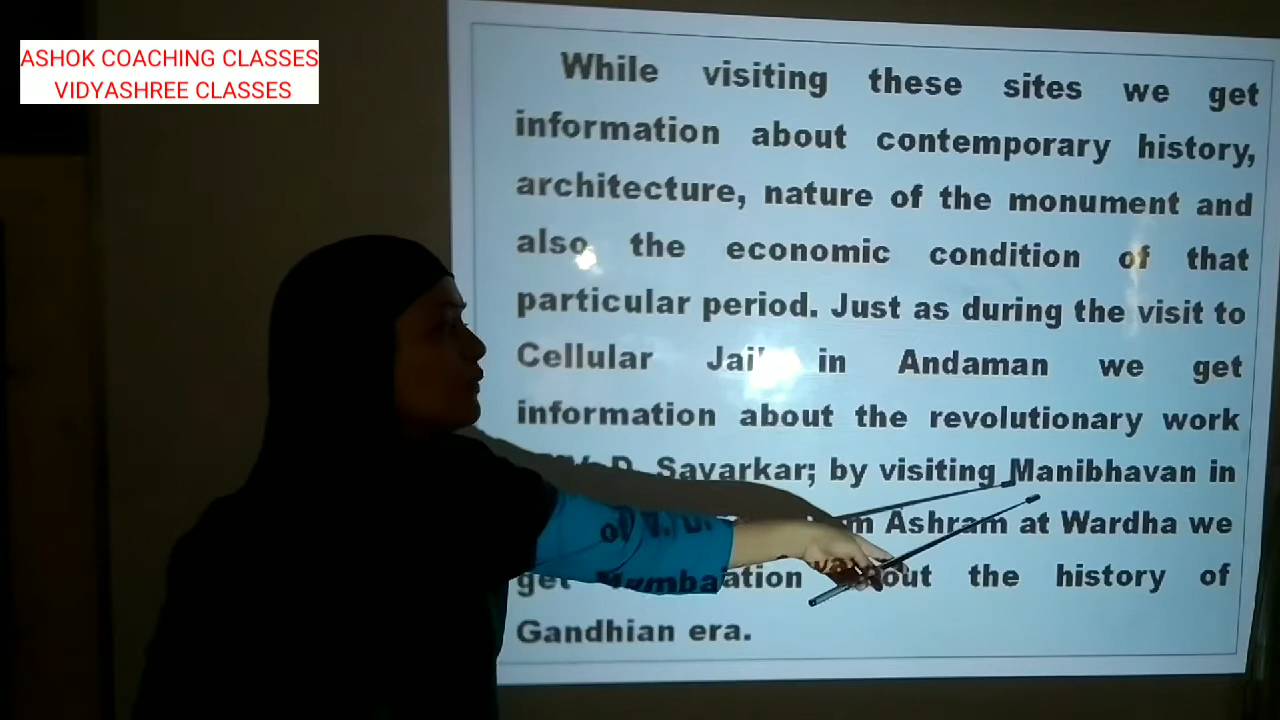 ASHOK COACHING CLASSES
VIDYASHREE CLASSES
While visiting these sites we get
information about contemporary history,
architecture, nature of the monument and
also the economic condition of that
particular period. Just as during the visit to
Cellular Jail in Andaman we get
information about the revolutionary work
of V. D. Savarkar; by visiting Manibhavan in
Ashram at Wardha we
get the history of
Gandhian era.